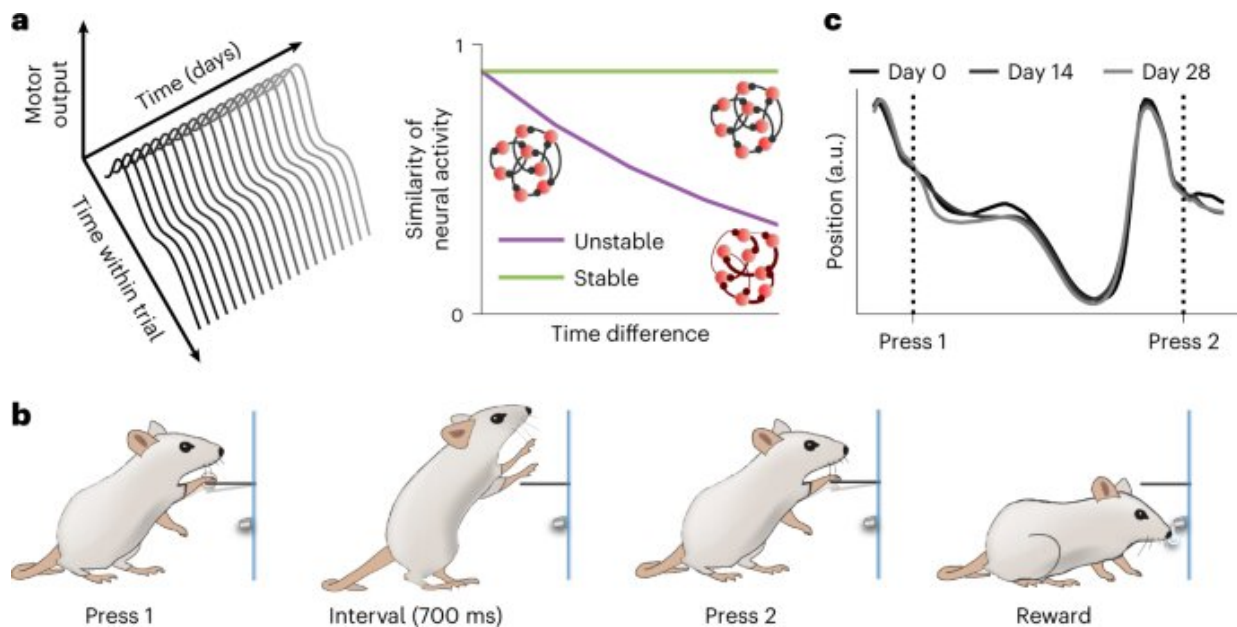 a
Motor
output
Time (days)
Time within trial
1
Similarity of
neural activity
Unstable
Stable
0
Time difference
c
Day 0
Day 14
Day 28
Position (a.u.)
Press 1
Press 2
b
Press 1
Interval (700 ms)
Press 2
Reward